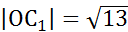 |OC₁| = √13